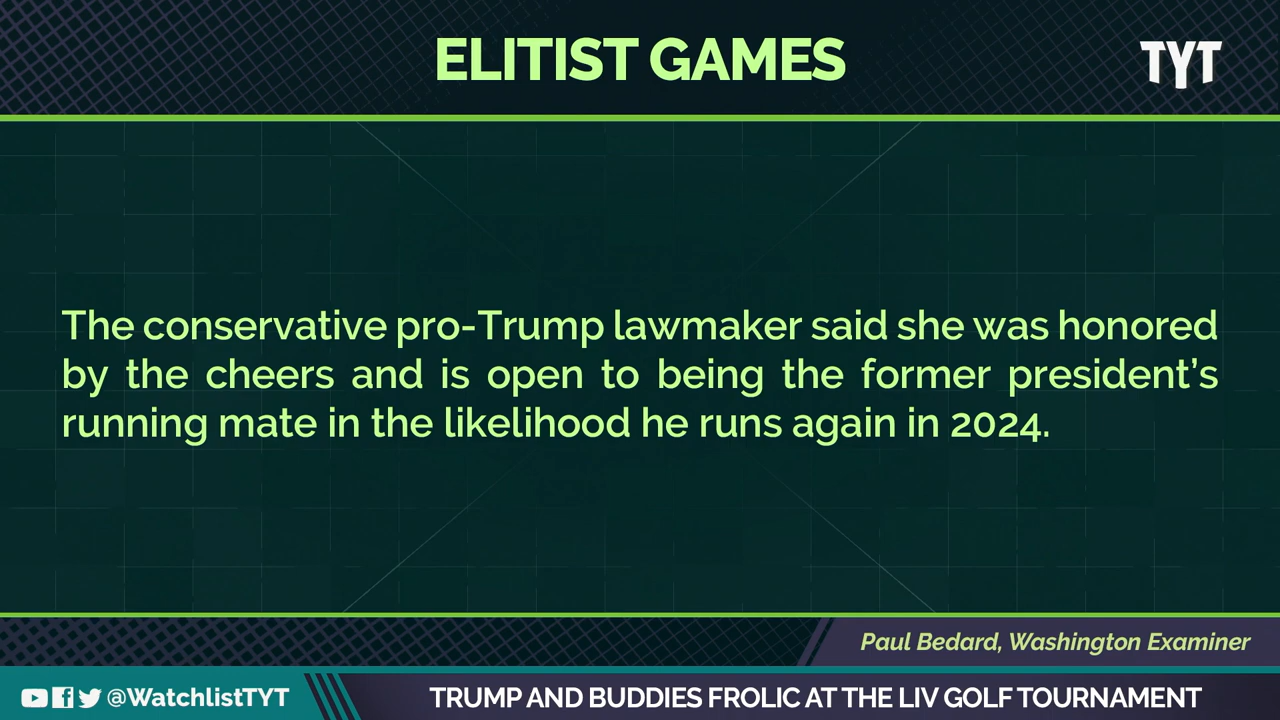 ELITIST GAMES
TYT
The conservative pro-Trump lawmaker said she was honored
by the cheers and is open to being the former president’s
running mate in the likelihood he runs again in 2024.
Paul Bedard, Washington Examiner
@WatchlistTYT
TRUMP AND BUDDIES FROLIC AT THE LIV GOLF TOURNAMENT